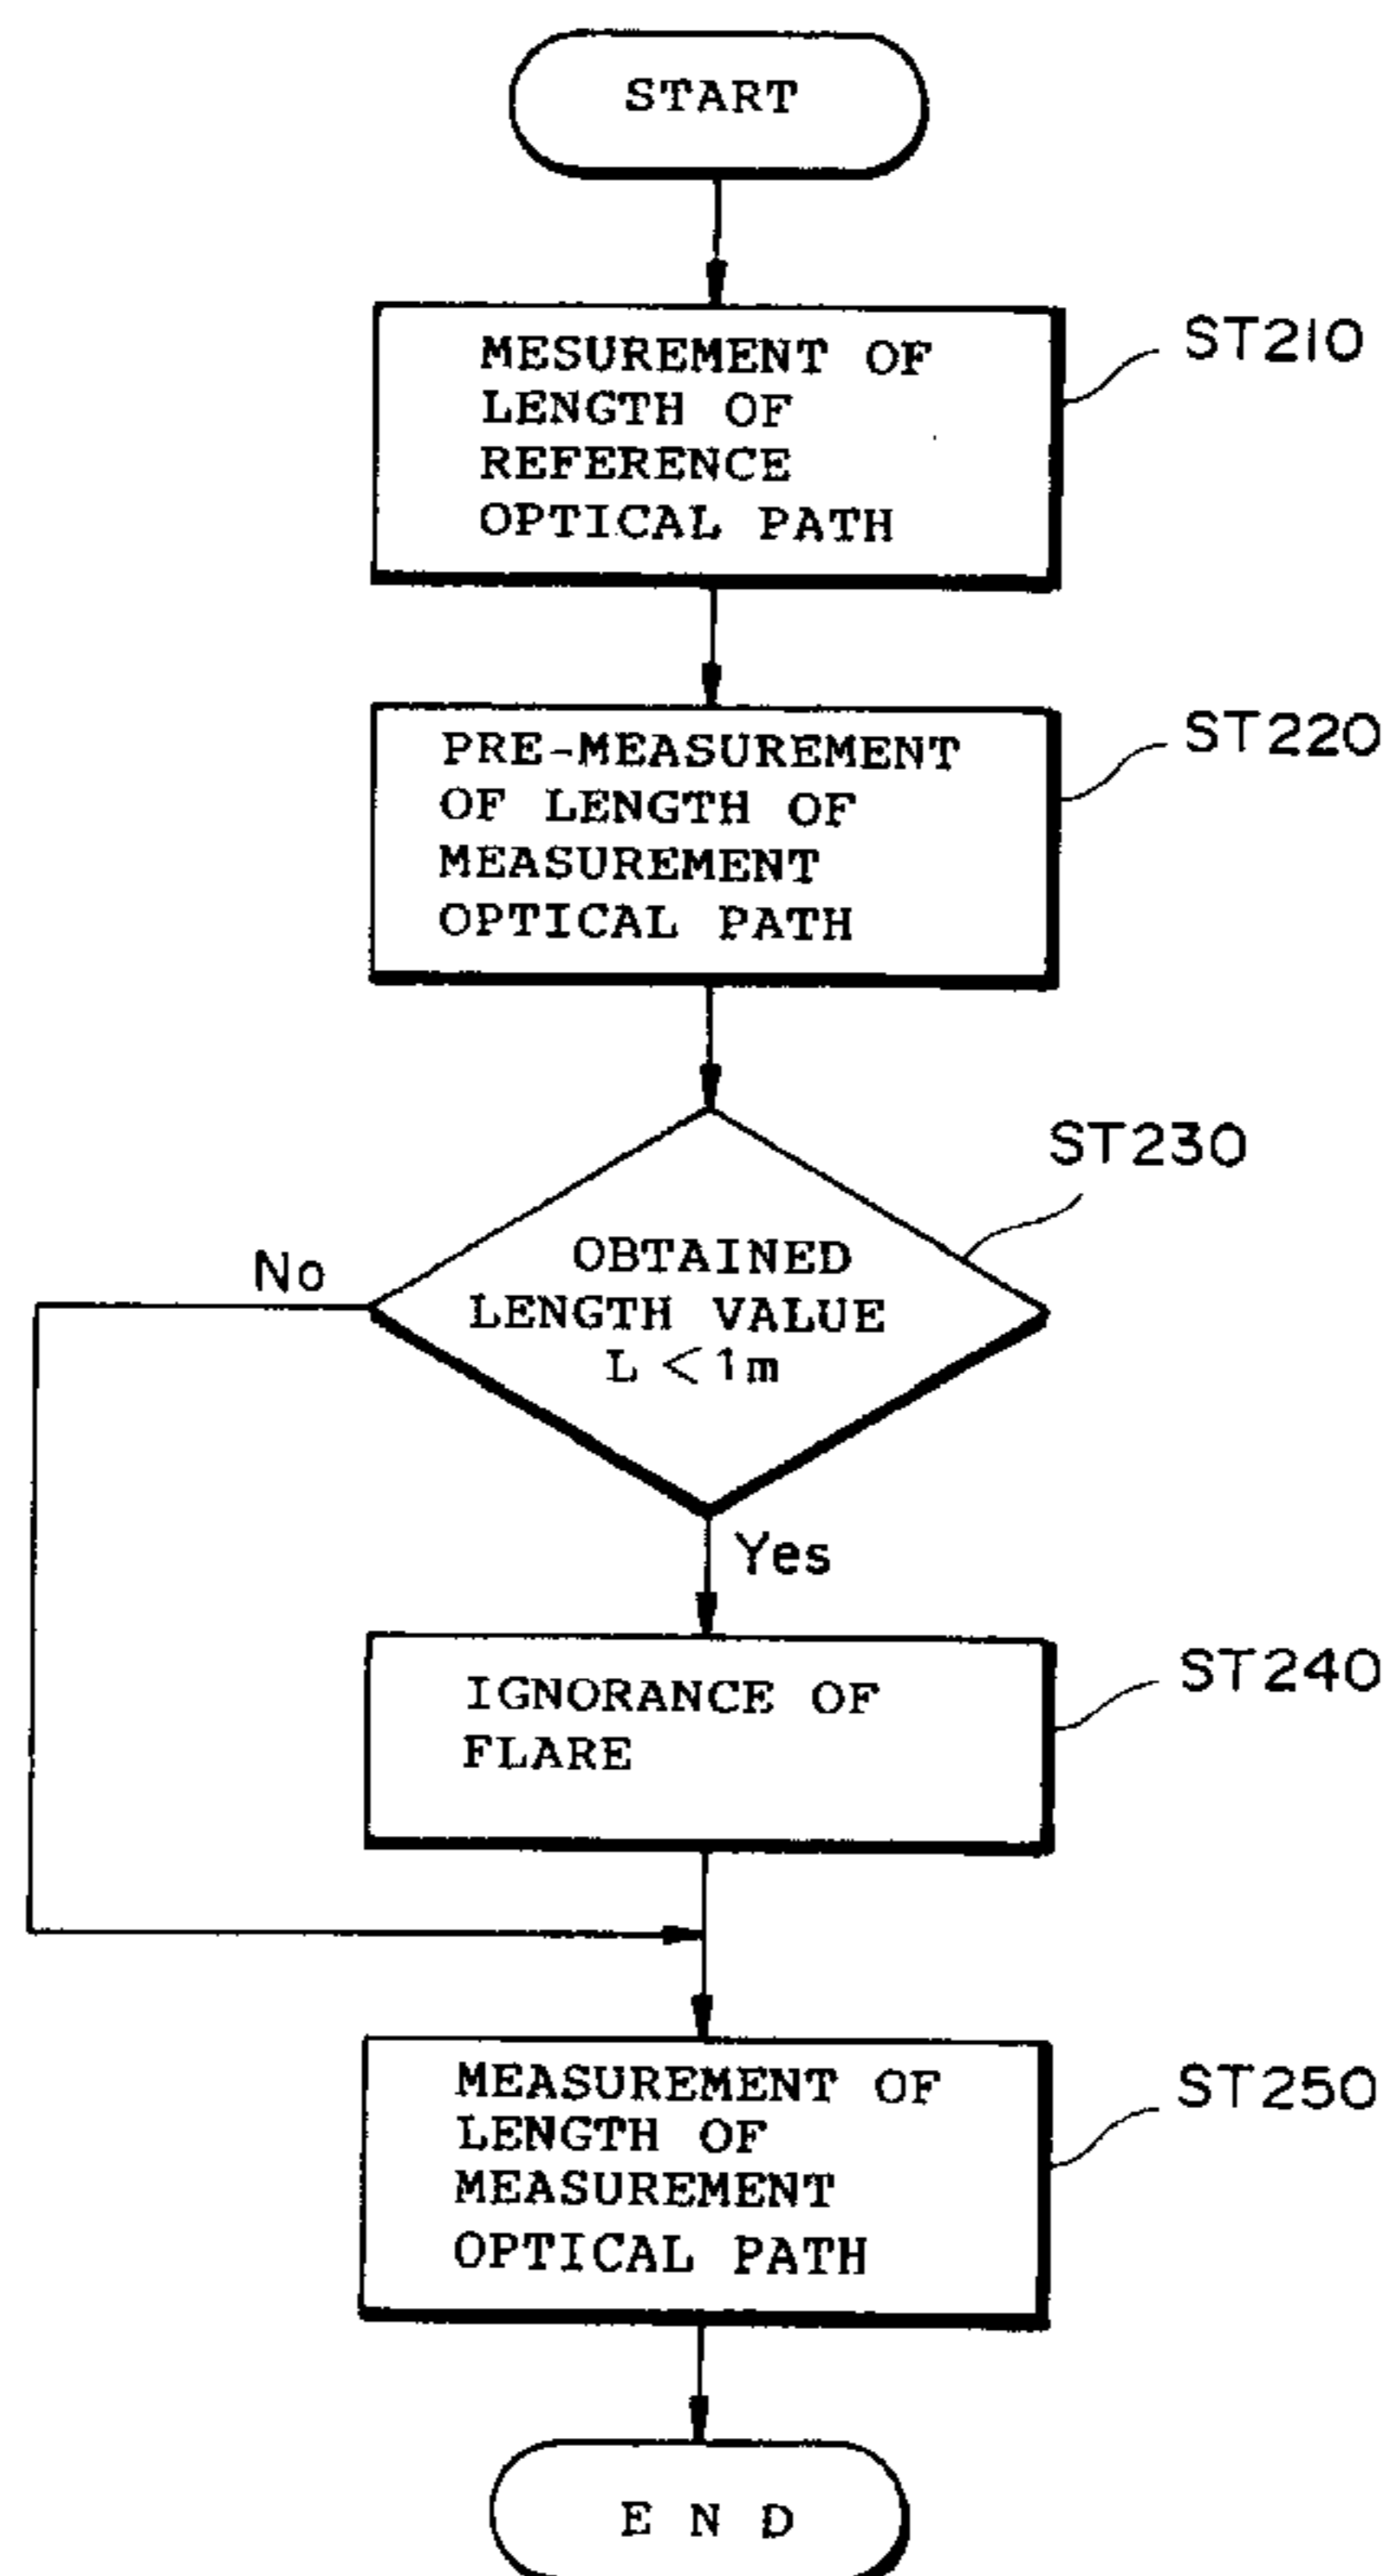 START
MESUREMENT OF
LENGTH OF
REFERENCE
OPTICAL PATH
ST210
PRE-MEASUREMENT
OF LENGTH OF
MEASUREMENT
OPTICAL PATH
ST220
ST230
OBTAINED
LENGTH VALUE
L < 1m
No
Yes
IGNORANCE OF
FLARE
ST240
MEASUREMENT OF
LENGTH OF
MEASUREMENT
OPTICAL PATH
ST250
E N D